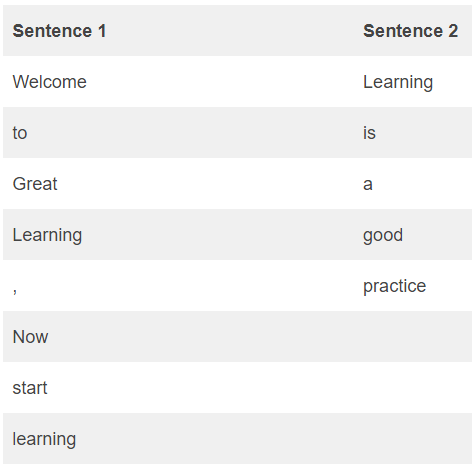 Sentence 1 Sentence 2
Welcome Learning
to is
Great a
Learning good
, practice
Now
start
learning